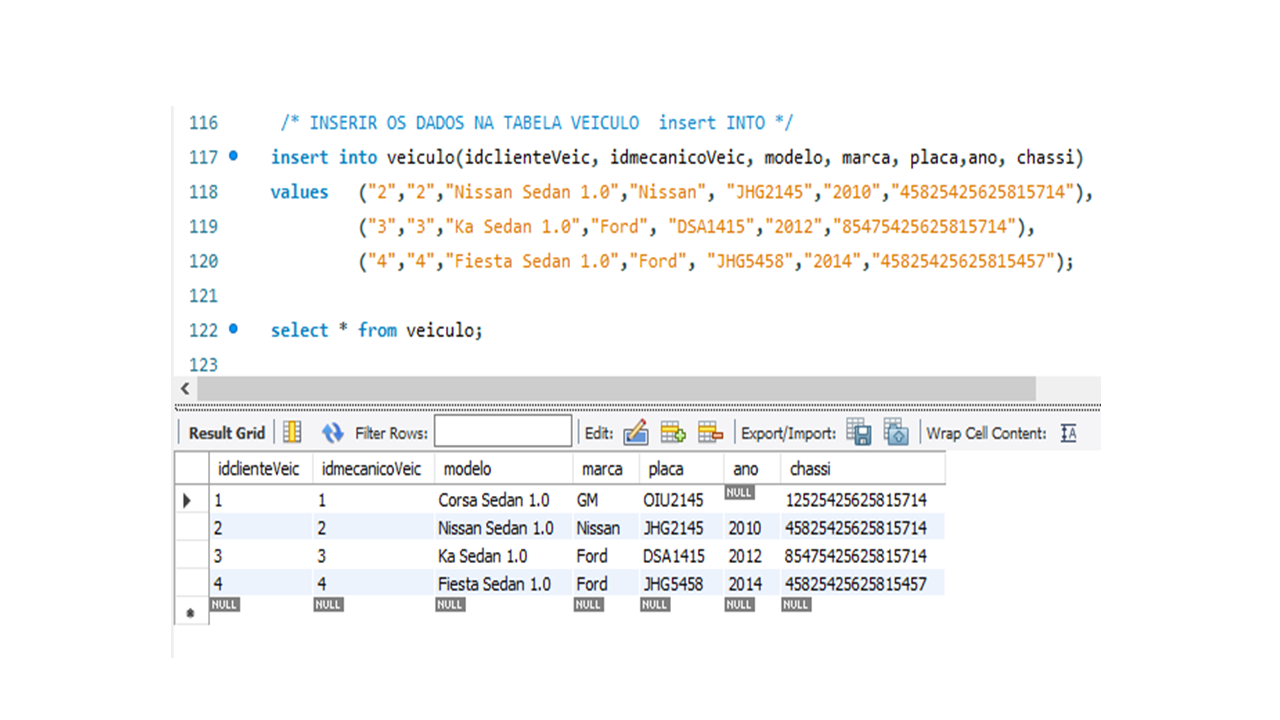 116 /* INSERIR OS DADOS NA TABELA VEICULO  insert INTO */
117 insert into veiculo(idclienteVeic, idmecanicoVeic, modelo, marca, placa,ano, chassi)
118 values ("2","2","Nissan Sedan 1.0","Nissan", "JHG2145","2010","45825425625815714"),
119 ("3","3","Ka Sedan 1.0","Ford", "DSA1415","2012","85475425625815714"),
120 ("4","4","Fiesta Sedan 1.0","Ford", "JHG5458","2014","45825425625815457");
121
122 select * from veiculo;
123
Result Grid Filter Rows: Edit: Export/Import: Wrap Cell Content: IA
idclienteVeic idmecanicoVeic modelo marca placa ano chassi
1 1 Corsa Sedan 1.0 GM OIU2145 NULL 12525425625815714
2 2 Nissan Sedan 1.0 Nissan JHG2145 2010 45825425625815714
3 3 Ka Sedan 1.0 Ford DSA1415 2012 85475425625815714
4 4 Fiesta Sedan 1.0 Ford JHG5458 2014 45825425625815457
NULL NULL NULL NULL NULL NULL NULL